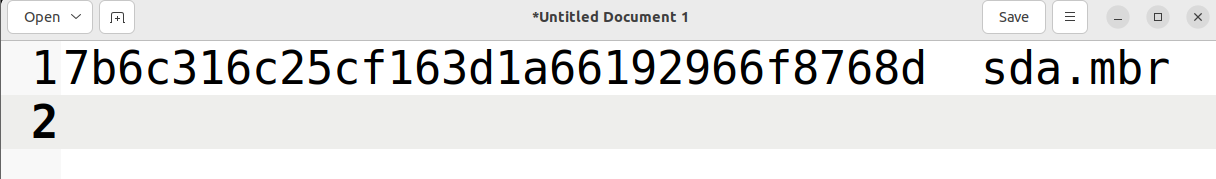 Open *Untitled Document 1 Save
1 7b6c316c25cf163d1a66192966f8768d  sda.mbr
2